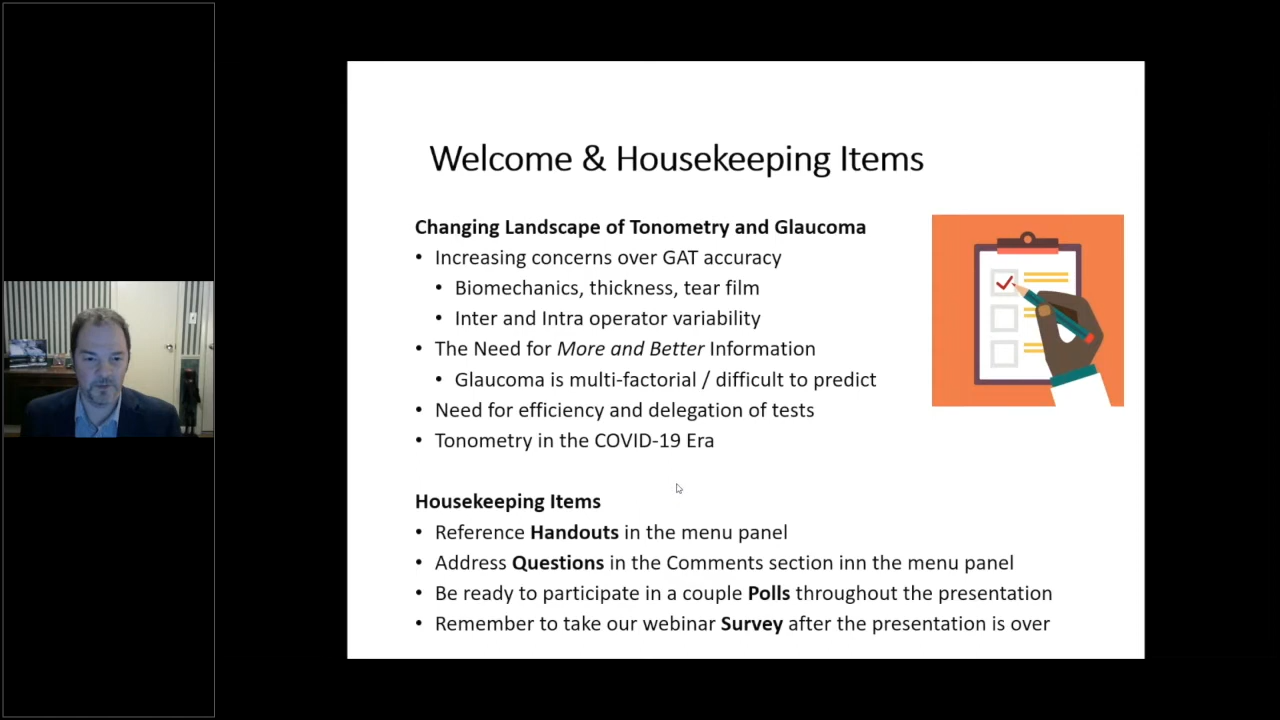 Welcome & Housekeeping Items
Changing Landscape of Tonometry and Glaucoma
• Increasing concerns over GAT accuracy
• Biomechanics, thickness, tear film
• Inter and Intra operator variability
• The Need for More and Better Information
• Glaucoma is multi-factorial / difficult to predict
• Need for efficiency and delegation of tests
• Tonometry in the COVID-19 Era
Housekeeping Items
• Reference Handouts in the menu panel
• Address Questions in the Comments section inn the menu panel
• Be ready to participate in a couple Polls throughout the presentation
• Remember to take our webinar Survey after the presentation is over